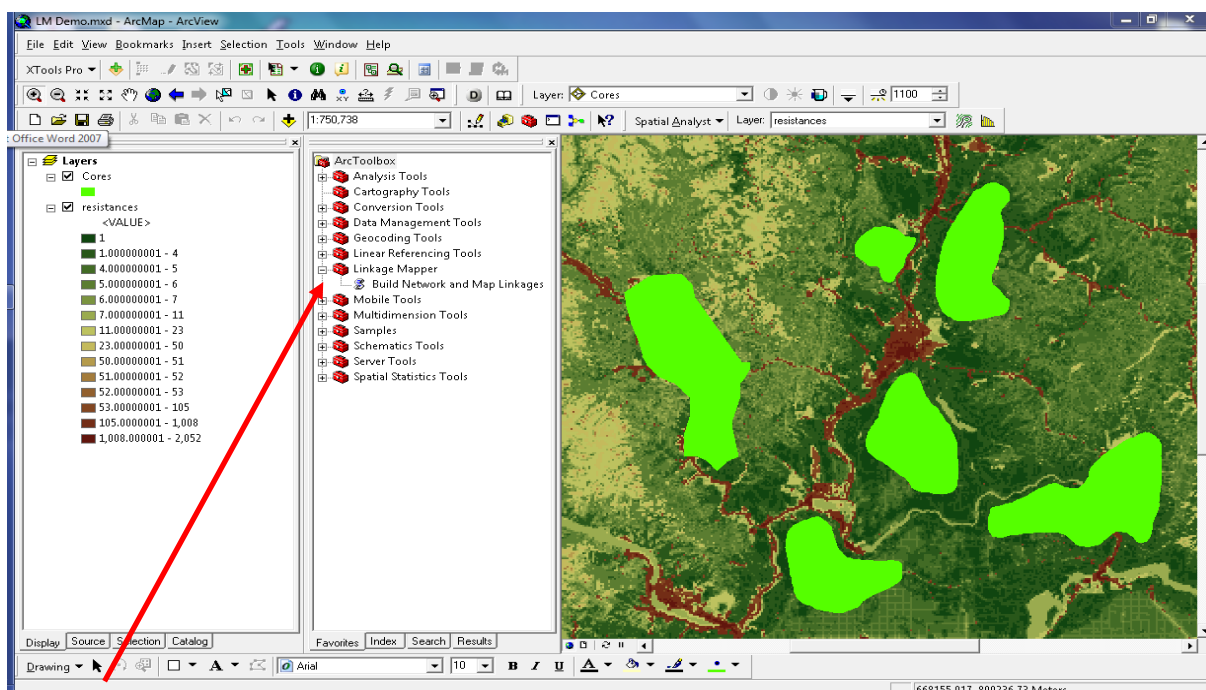 LM Demo.mxd - ArcMap - ArcView
File Edit View Bookmarks Insert Selection Tools Window Help
XTools Pro
Layer: Cores 1100
1:750,738 Spatial Analyst Layer: resistances
Office Word 2007
Layers
Cores
resistances
<VALUE>
1
1.000000001 - 4
4.000000001 - 5
5.000000001 - 6
6.000000001 - 7
7.000000001 - 11
11.00000001 - 23
23.00000001 - 50
50.00000001 - 51
51.00000001 - 52
52.00000001 - 53
53.00000001 - 105
105.0000001 - 1,008
1,008.000001 - 2,052
Display Source Selection Catalog
ArcToolbox
Analysis Tools
Cartography Tools
Conversion Tools
Data Management Tools
Geocoding Tools
Linear Referencing Tools
Linkage Mapper
Build Network and Map Linkages
Mobile Tools
Multidimension Tools
Samples
Schematics Tools
Server Tools
Spatial Statistics Tools
Favorites Index Search Results
Drawing A Arial 10 B I U A